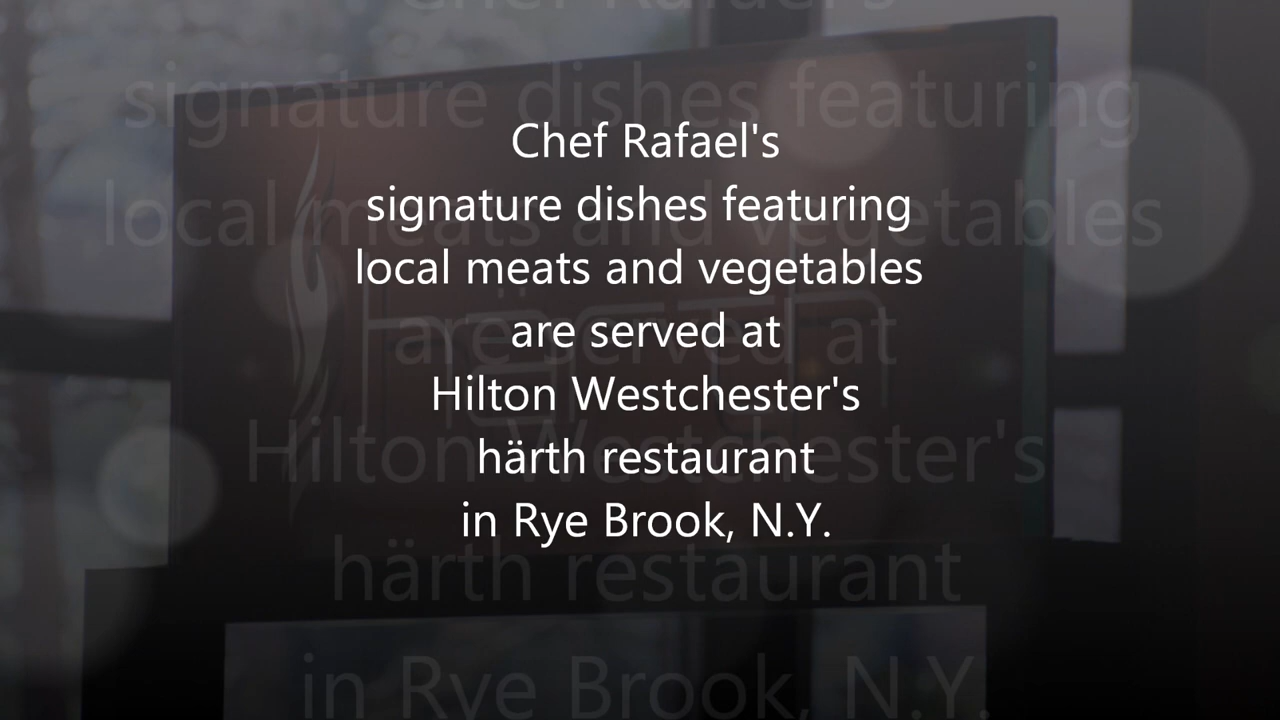 Chef Rafael's
signature dishes featuring
local meats and vegetables
are served at
Hilton Westchester's
härth restaurant
in Rye Brook, N.Y.